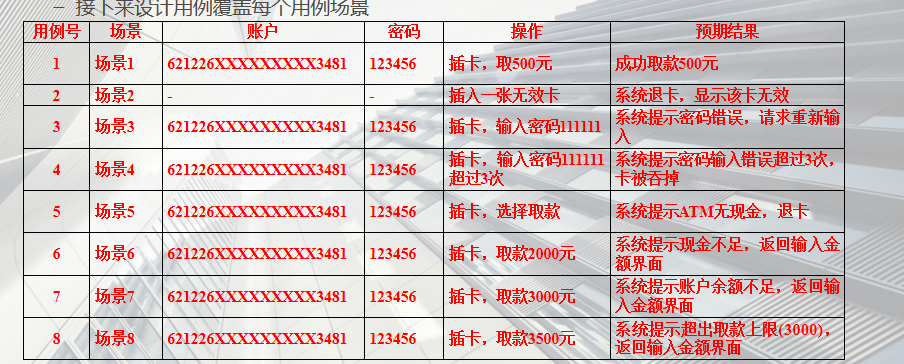 – 接下来设计用例覆盖每个用例场景
用例号 场景 账户 密码 操作 预期结果
1 场景1 621226XXXXXXXXX3481 123456 插卡，取500元 成功取款500元
2 场景2 - - 插入一张无效卡 系统退卡，显示该卡无效
3 场景3 621226XXXXXXXXX3481 123456 插卡，输入密码111111 系统提示密码错误，请求重新输
入
4 场景4 621226XXXXXXXXX3481 123456 插卡，输入密码111111
超过3次
系统提示密码输入错误超过3次，
卡被吞掉
5 场景5 621226XXXXXXXXX3481 123456 插卡，选择取款 系统提示ATM无现金，退卡
6 场景6 621226XXXXXXXXX3481 123456 插卡，取款2000元 系统提示现金不足，返回输入金
额界面
7 场景7 621226XXXXXXXXX3481 123456 插卡，取款3000元 系统提示账户余额不足，返回输
入金额界面
8 场景8 621226XXXXXXXXX3481 123456 插卡，取款3500元 系统提示超出取款上限(3000)，
返回输入金额界面